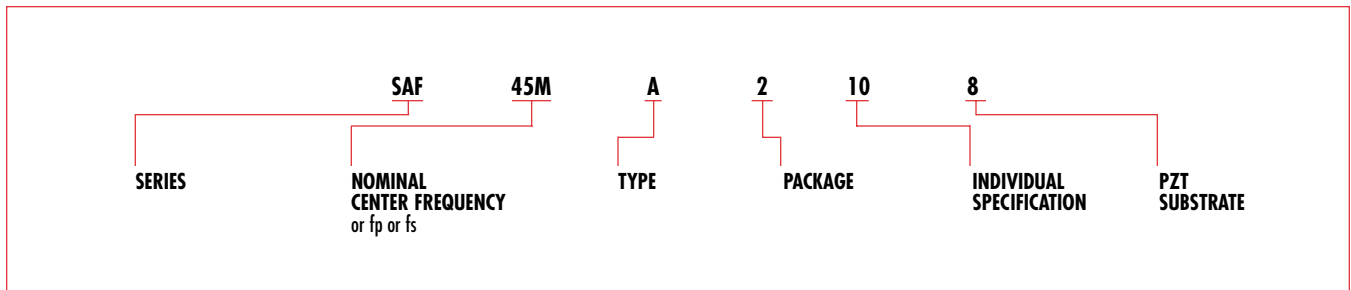 SAF 45M A 2 10 8
SERIES
NOMINAL
CENTER FREQUENCY
or fp or fs
TYPE
PACKAGE
INDIVIDUAL
SPECIFICATION
PZT
SUBSTRATE